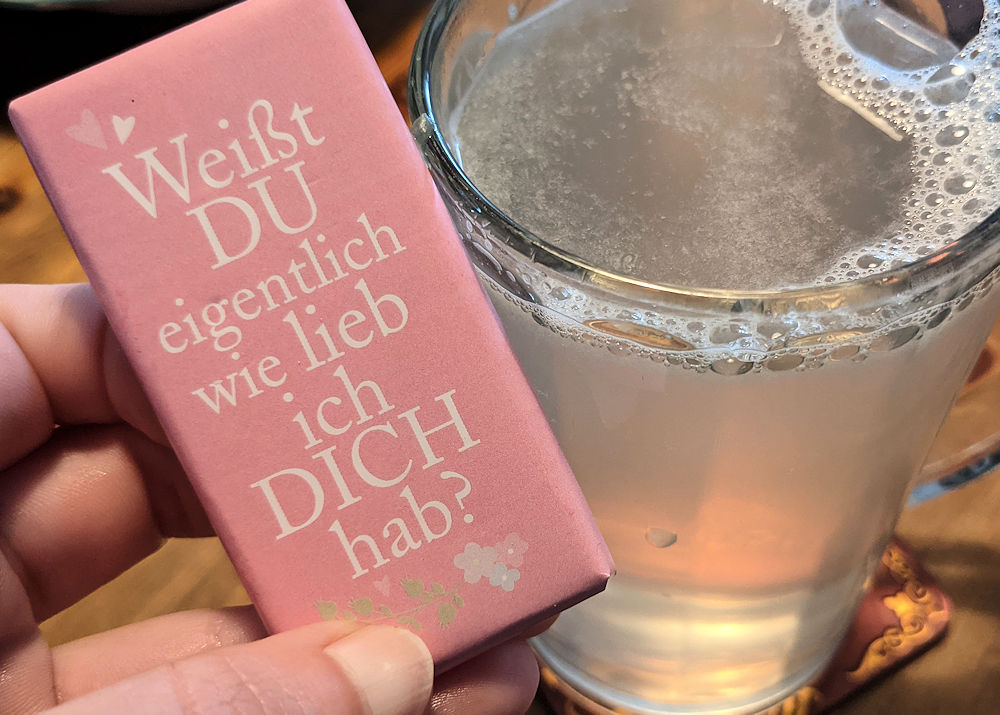 Weißt
DU
eigentlich
wie lieb
ich
DICH
hab?